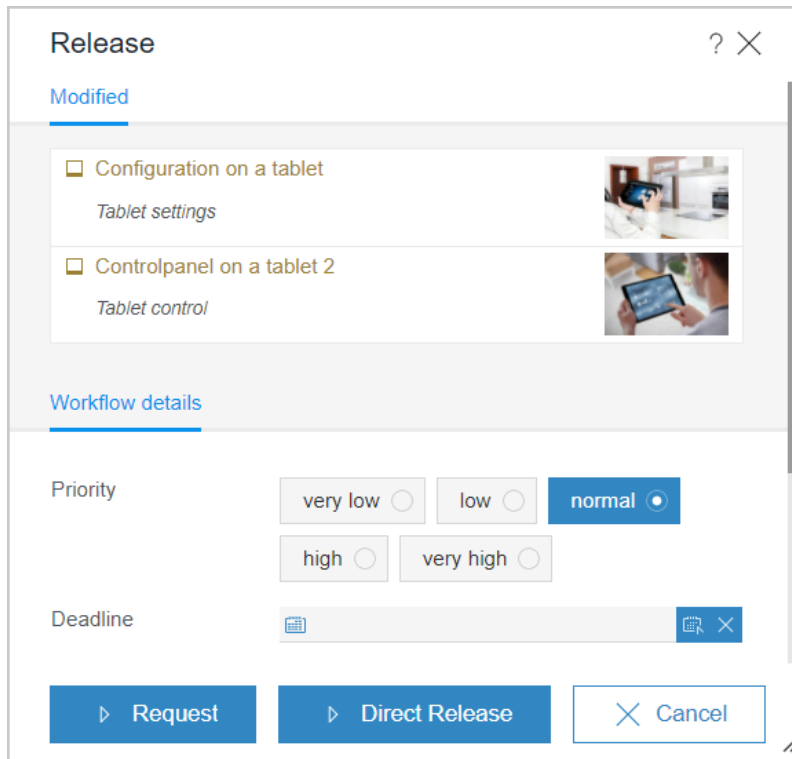 Release ?
Modified
Configuration on a tablet
Tablet settings
Controlpanel on a tablet 2
Tablet control
Workflow details
Priority
very low low normal
high very high
Deadline
Request Direct Release Cancel